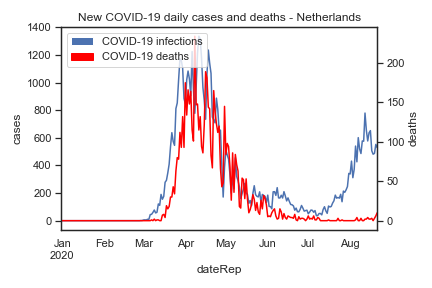 New COVID-19 daily cases and deaths - Netherlands
COVID-19 infections
COVID-19 deaths
1400
1200
1000
800
600
400
200
0
cases
200
150
100
50
0
deaths
Jan Feb Mar Apr May Jun Jul Aug
2020
dateRep